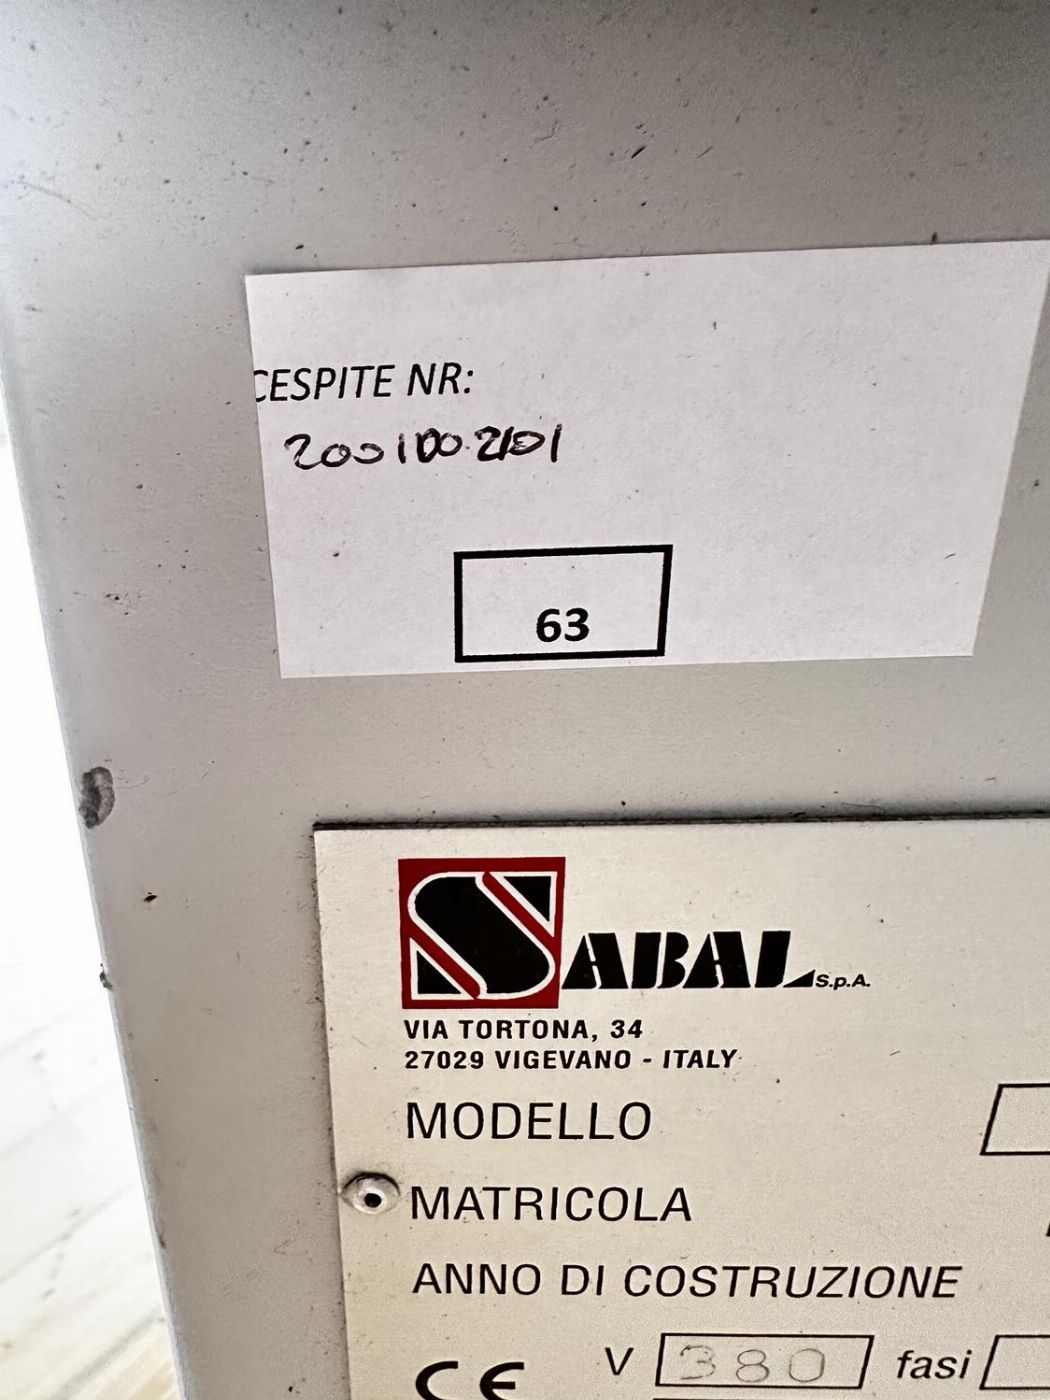 CESPITE NR:
200100.2101
63
SABAL S.p.A.
VIA TORTONA, 34
27029 VIGEVANO - ITALY
MODELLO
MATRICOLA
ANNO DI COSTRUZIONE
CE V 380 fasi